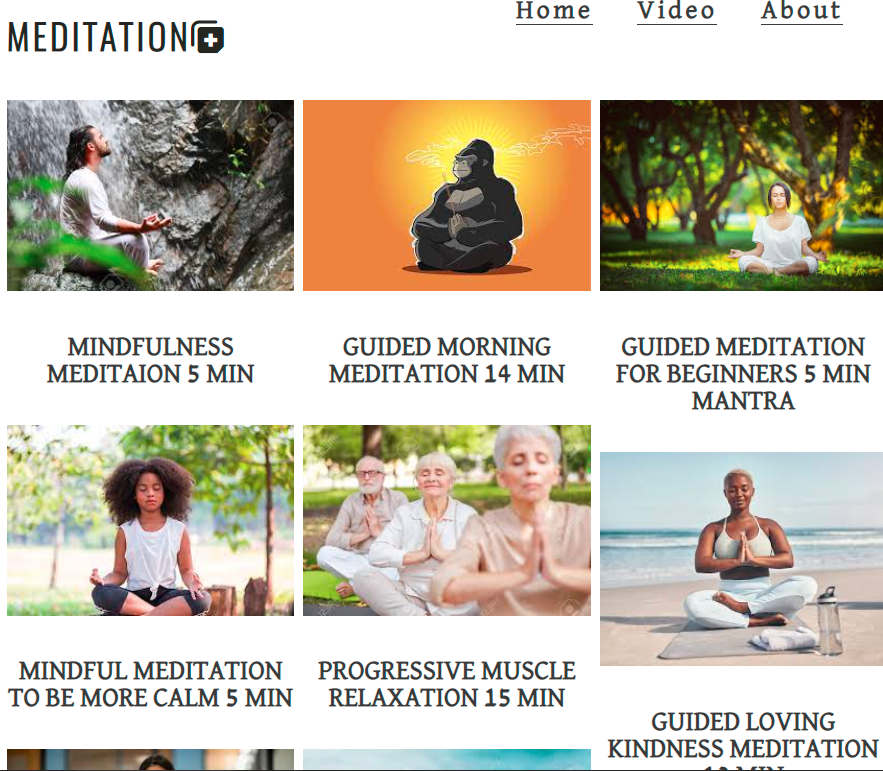 MEDITATION
Home Video About
MINDFULNESS
MEDITAION 5 MIN
GUIDED MORNING
MEDITATION 14 MIN
GUIDED MEDITATION
FOR BEGINNERS 5 MIN
MANTRA
MINDFUL MEDITATION
TO BE MORE CALM 5 MIN
PROGRESSIVE MUSCLE
RELAXATION 15 MIN
GUIDED LOVING
KINDNESS MEDITATION